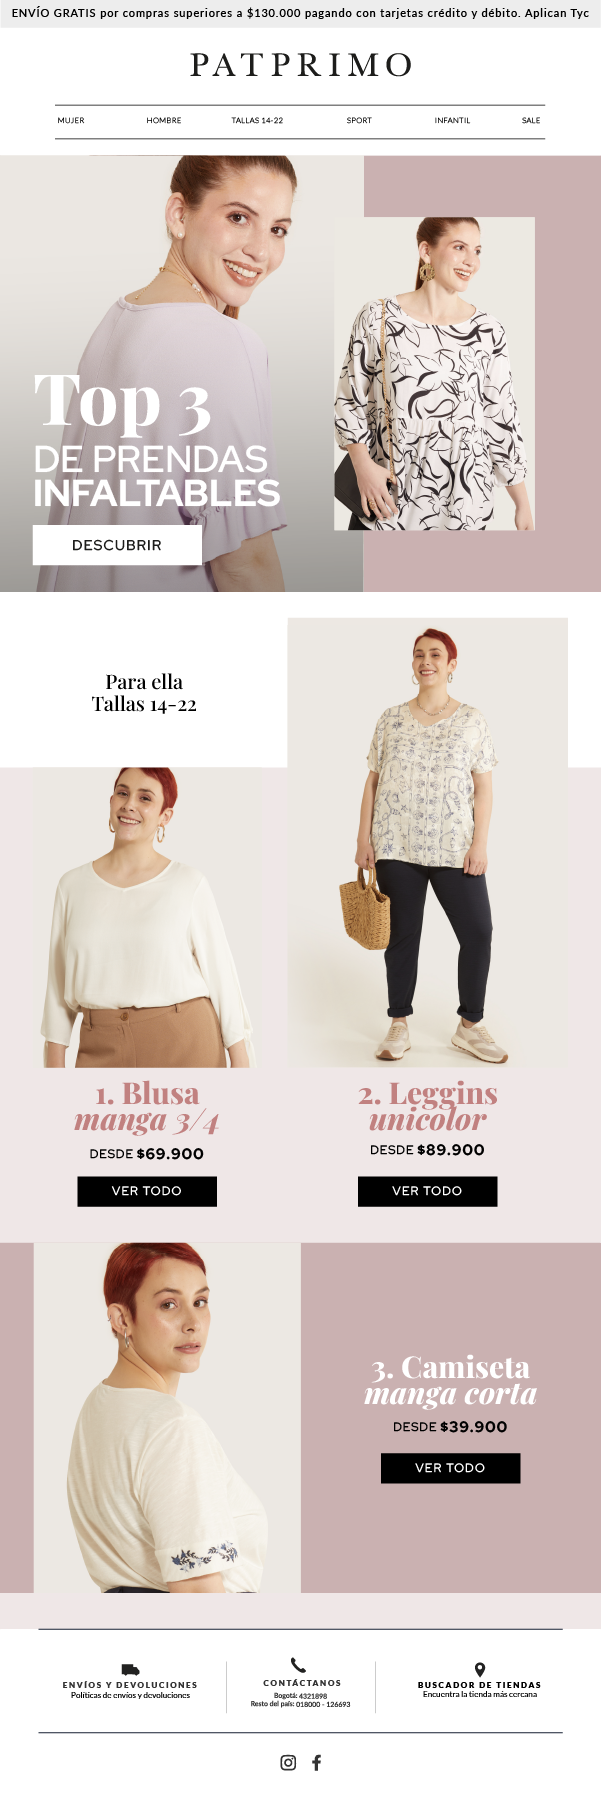 ENVÍO GRATIS por compras superiores a $130.000 pagando con tarjetas crédito y débito. Aplican Tyc
PATPRIMO
MUJER HOMBRE TALLAS 14-22 SPORT INFANTIL SALE
Top 3
DE PRENDAS
INFALTABLES
DESCUBRIR
Para ella
Tallas 14-22
1. Blusa
manga 3/4
DESDE $69.900
VER TODO
2. Leggins
unicolor
DESDE $89.900
VER TODO
3. Camiseta
manga corta
DESDE $39.900
VER TODO
ENVÍOS Y DEVOLUCIONES
Políticas de envíos y devoluciones
CONTÁCTANOS
Bogotá: 4321898
Resto del país: 018000 - 126693
BUSCADOR DE TIENDAS
Encuentra la tienda más cercana